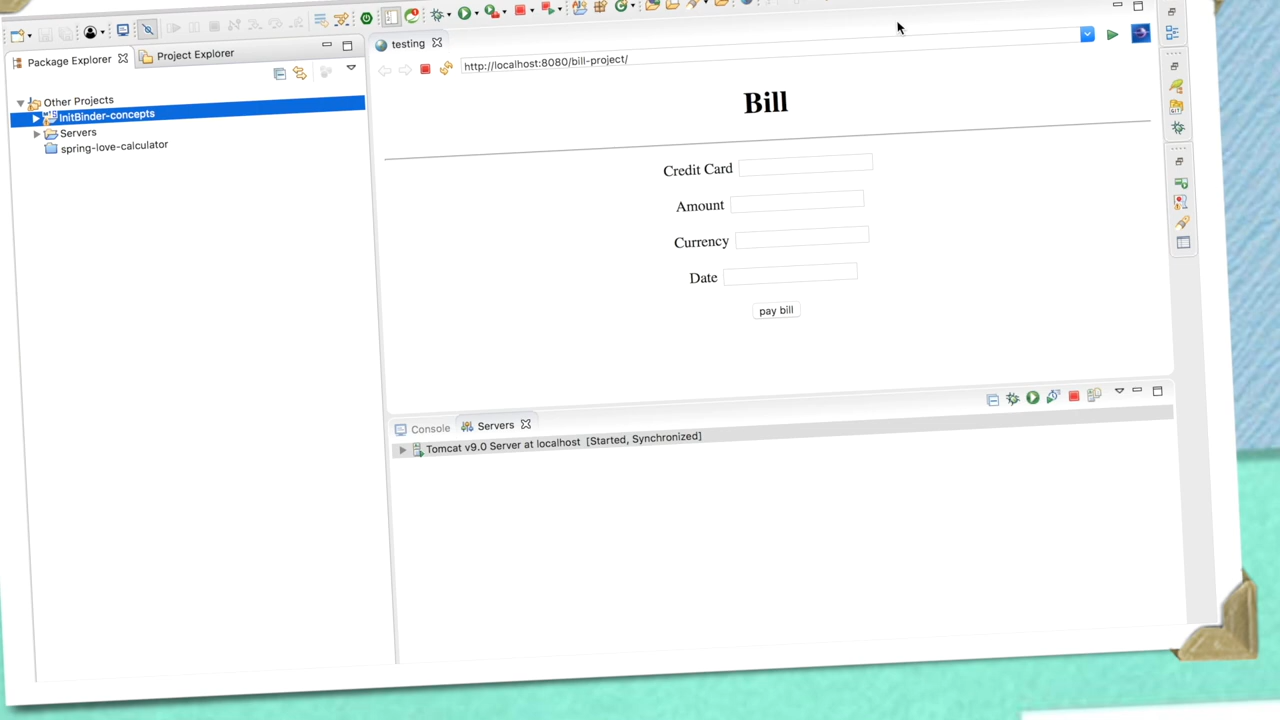 Package Explorer
Project Explorer
Other Projects
InitBinder-concepts
Servers
spring-love-calculator
testing
http://localhost:8080/bill-project/
Bill
Credit Card
Amount
Currency
Date
pay bill
Console
Servers
Tomcat v9.0 Server at localhost [Started, Synchronized]